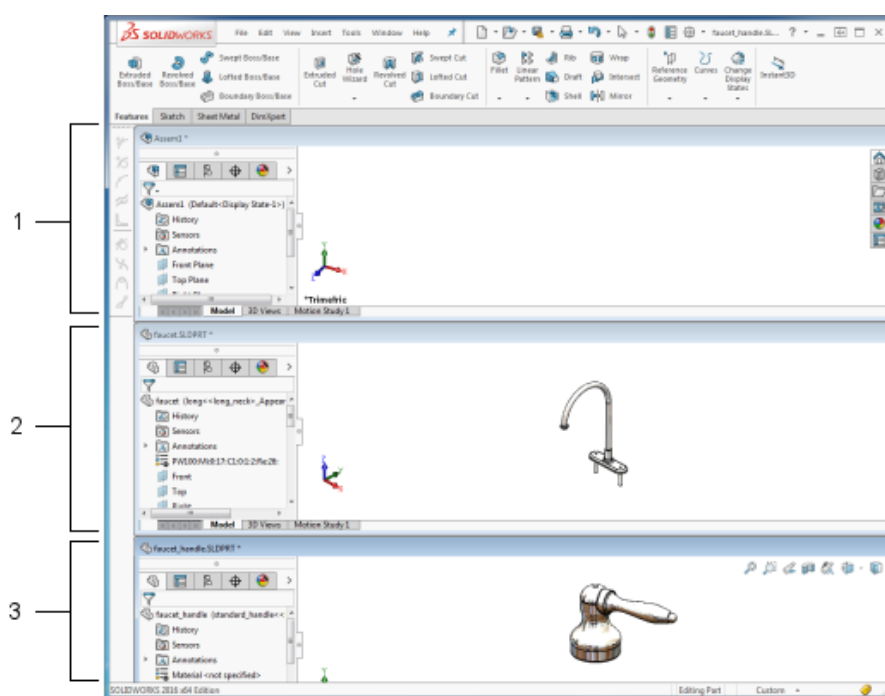 SOLIDWORKS File Edit View Insert Tools Window Help faucet_handle.SL... ?
Extruded Boss/Base
Revolved Boss/Base
Swept Boss/Base
Lofted Boss/Base
Boundary Boss/Base
Extruded Cut
Hole Wizard
Revolved Cut
Swept Cut
Lofted Cut
Boundary Cut
Fillet
Linear Pattern
Rib
Draft
Shell
Wrap
Intersect
Mirror
Reference Geometry
Curves
Change Display States
Instant3D
Features Sketch Sheet Metal DimXpert
1
Assem1 *
Assem1 (Default<Display State-1>)
History
Sensors
Annotations
Front Plane
Top Plane
Y
X
Z
*Trimetric
Model 3D Views Motion Study 1
2
faucet.SLDPRT *
faucet (long<<long_neck>_Appear
History
Sensors
Annotations
Front
Top
Right
Model 3D Views Motion Study 1
3
faucet_handle.SLDPRT *
faucet_handle (standard_handle<<
History
Sensors
Annotations
Material <not specified>
SOLIDWORKS 2016 x64 Edition Editing Part Custom